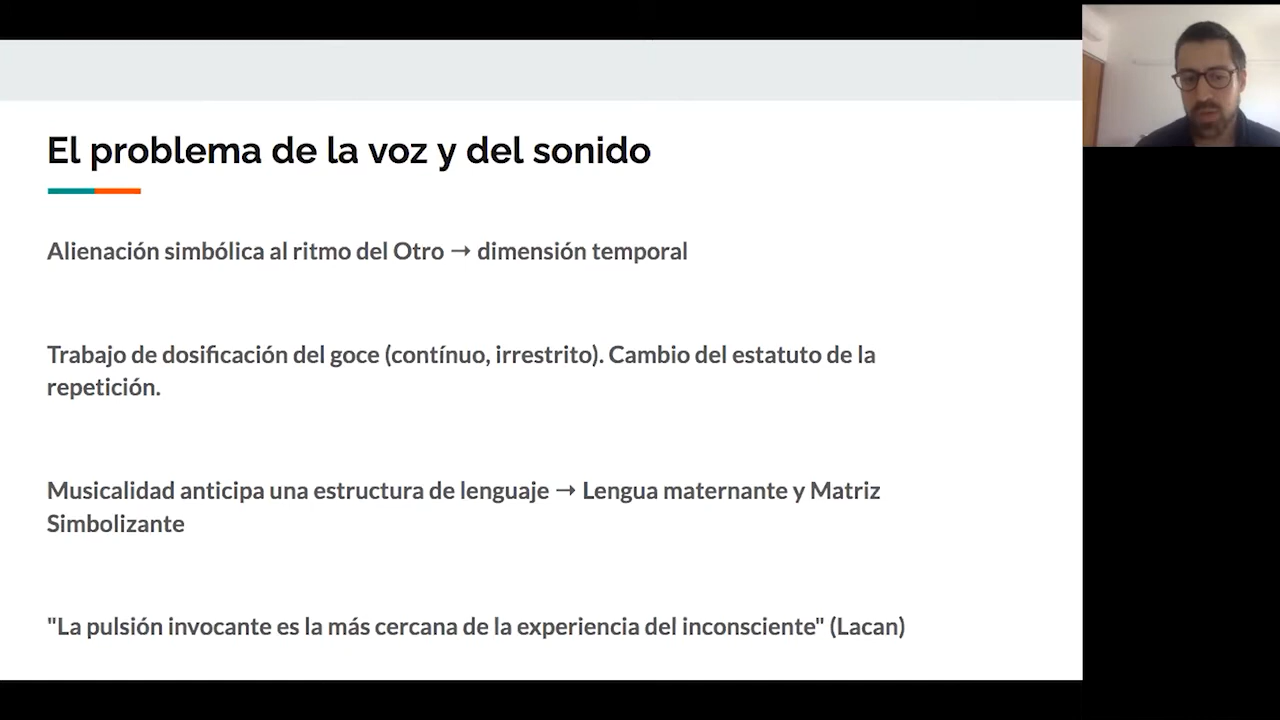 El problema de la voz y del sonido
Alienación simbólica al ritmo del Otro → dimensión temporal
Trabajo de dosificación del goce (contínuo, irrestrito). Cambio del estatuto de la
repetición.
Musicalidad anticipa una estructura de lenguaje → Lengua maternante y Matriz
Simbolizante
"La pulsión invocante es la más cercana de la experiencia del inconsciente" (Lacan)